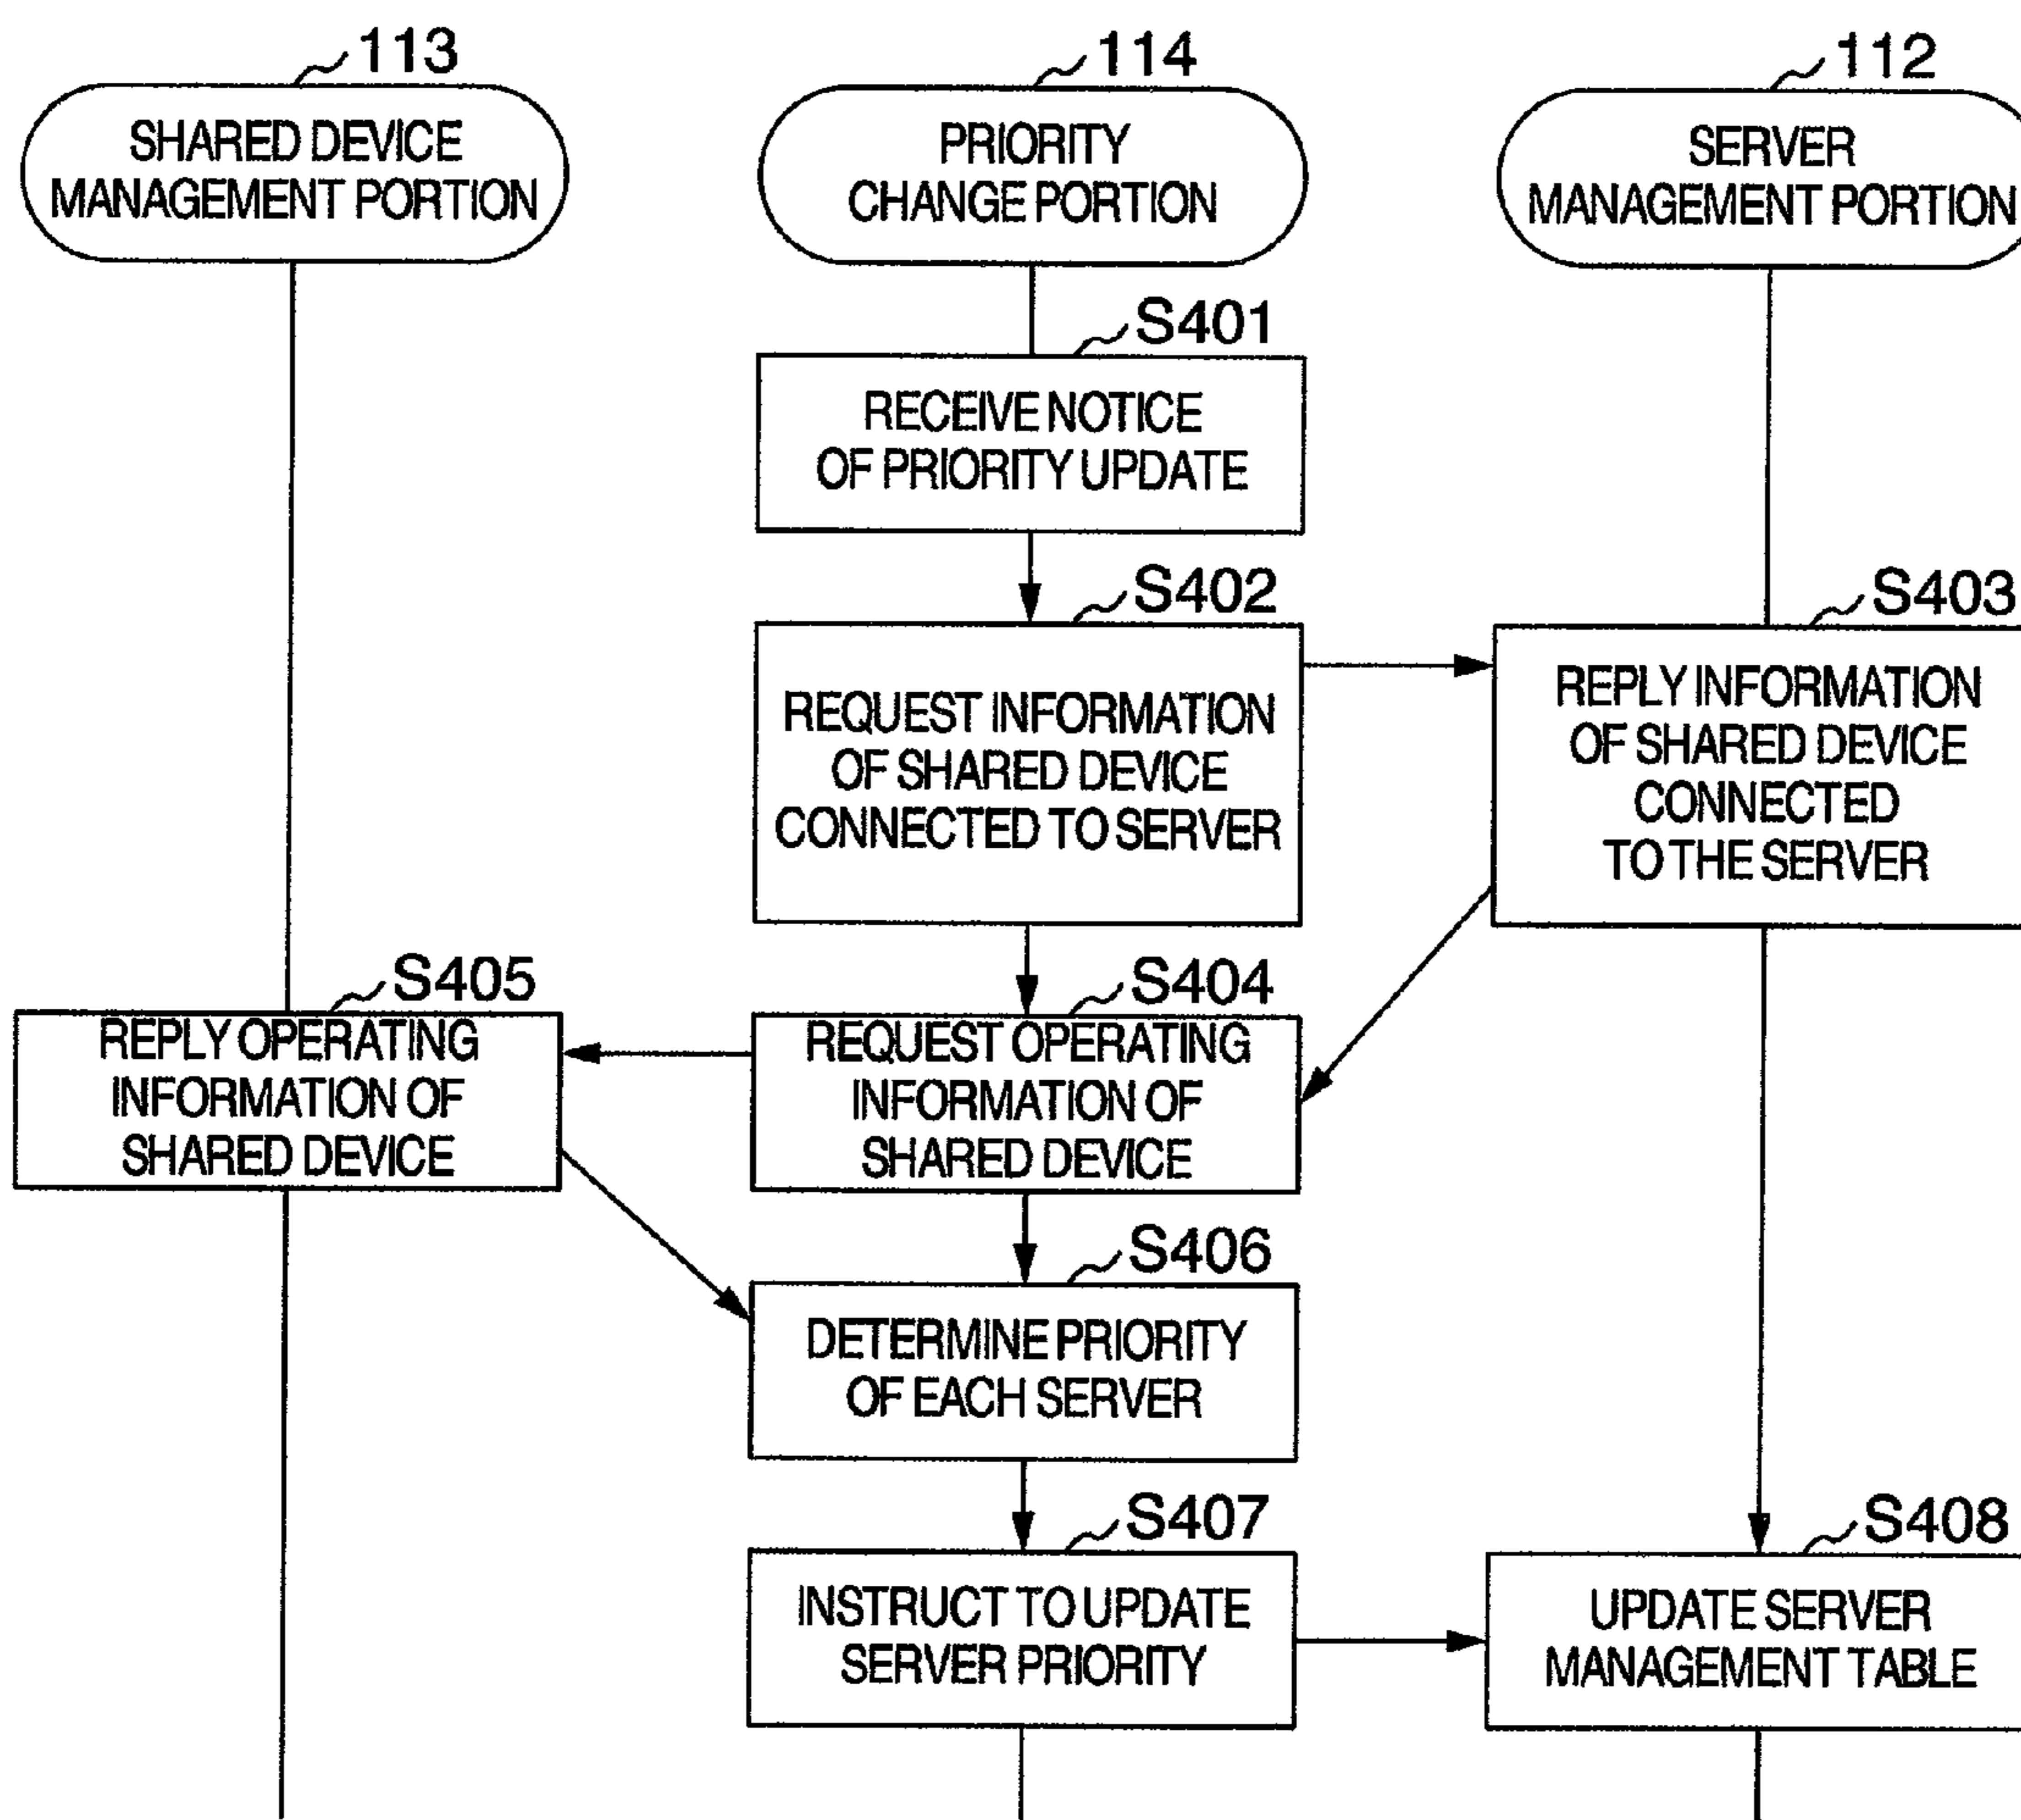 113
SHARED DEVICE
MANAGEMENT PORTION
114
PRIORITY
CHANGE PORTION
112
SERVER
MANAGEMENT PORTION
S401
RECEIVE NOTICE
OF PRIORITY UPDATE
S402
REQUEST INFORMATION
OF SHARED DEVICE
CONNECTED TO SERVER
S403
REPLY INFORMATION
OF SHARED DEVICE
CONNECTED
TO THE SERVER
S405
REPLY OPERATING
INFORMATION OF
SHARED DEVICE
S404
REQUEST OPERATING
INFORMATION OF
SHARED DEVICE
S406
DETERMINE PRIORITY
OF EACH SERVER
S407
INSTRUCT TO UPDATE
SERVER PRIORITY
S408
UPDATE SERVER
MANAGEMENT TABLE